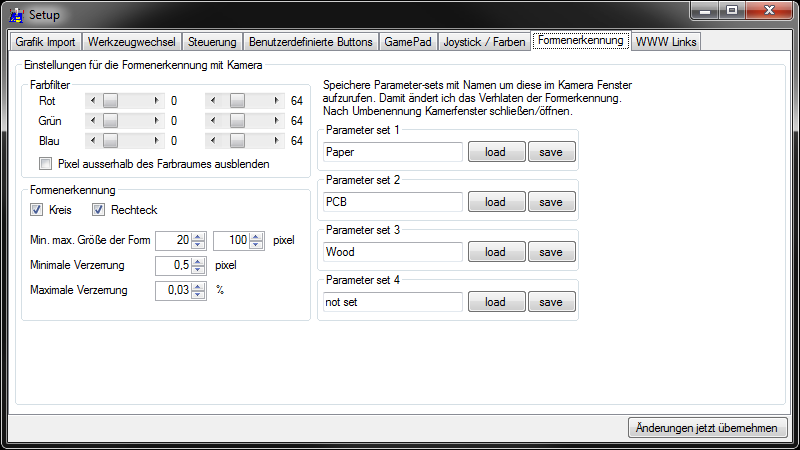 Setup
Grafik Import Werkzeugwechsel Steuerung Benutzerdefinierte Buttons GamePad Joystick / Farben Formenerkennung WWW Links
Einstellungen für die Formenerkennung mit Kamera
Farbfilter
Rot 0 64
Grün 0 64
Blau 0 64
Pixel ausserhalb des Farbraumes ausblenden
Formenerkennung
Kreis Rechteck
Min. max. Größe der Form 20 100 pixel
Minimale Verzerrung 0,5 pixel
Maximale Verzerrung 0,03 %
Speichere Parameter-sets mit Namen um diese im Kamera Fenster
aufzurufen. Damit ändert ich das Verhlaten der Formerkennung.
Nach Umbenennung Kamerfenster schließen/öffnen.
Parameter set 1
Paper load save
Parameter set 2
PCB load save
Parameter set 3
Wood load save
Parameter set 4
not set load save
Änderungen jetzt übernehmen